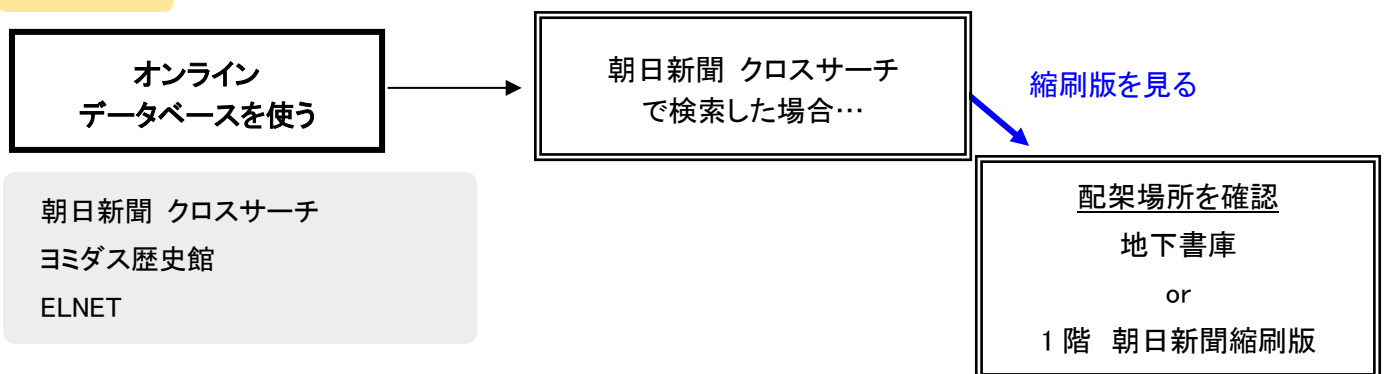 オンライン
データベースを使う
朝日新聞 クロスサーチ
で検索した場合…
縮刷版を見る
朝日新聞 クロスサーチ
ヨミダス歴史館
ELNET
配架場所を確認
地下書庫
or
1階 朝日新聞縮刷版